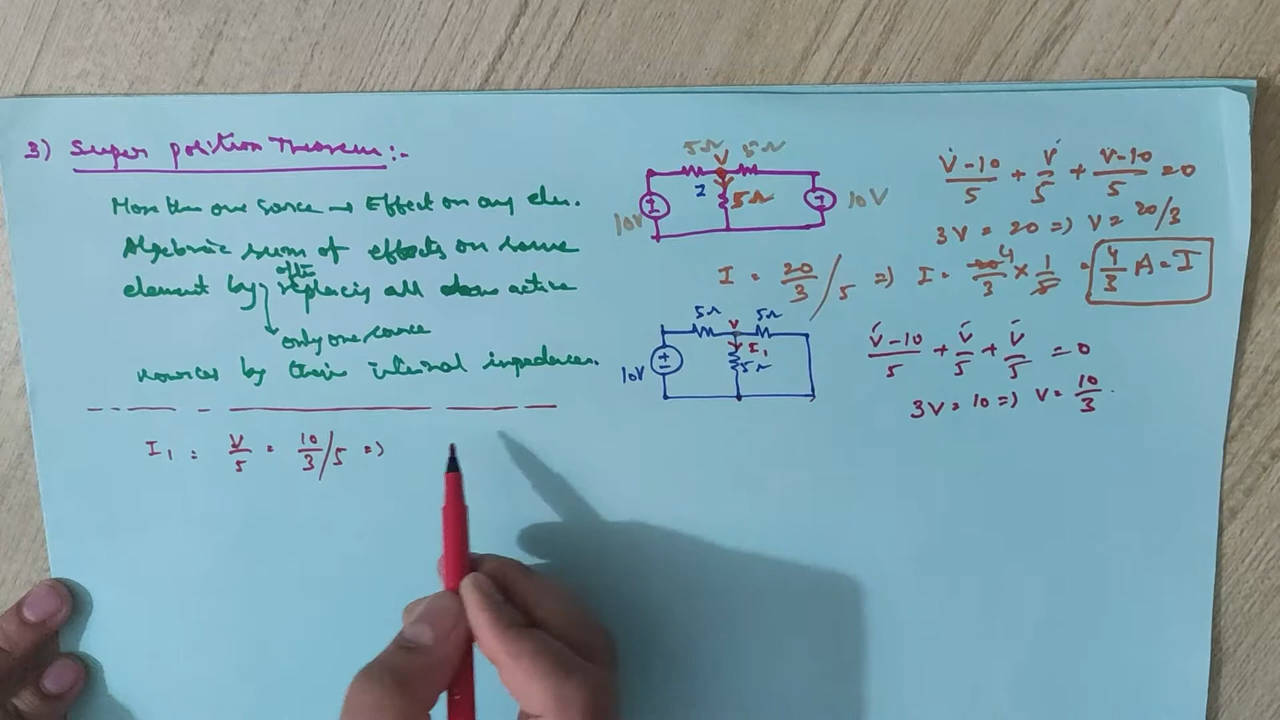 3) Super position Theorem:-
More than one source → Effect on any ele.
Algebraic sum of effects on same
element by after replacing all active
only one source
sources by their internal impedances.
5Ω 5Ω
V
I 5Ω
10V 10V
V-10/5 + V/5 + V-10/5 = 0
3V = 20 => V = 20/3
I = 20/3 / 5 => I = 20 4/3 × 1/5 = 4/3 A = I
5Ω 5Ω
V
I₁
5Ω
10V
V-10/5 + V/5 + V/5 = 0
3V = 10 => V = 10/3
I₁ = V/5 = 10/3 / 5 =>